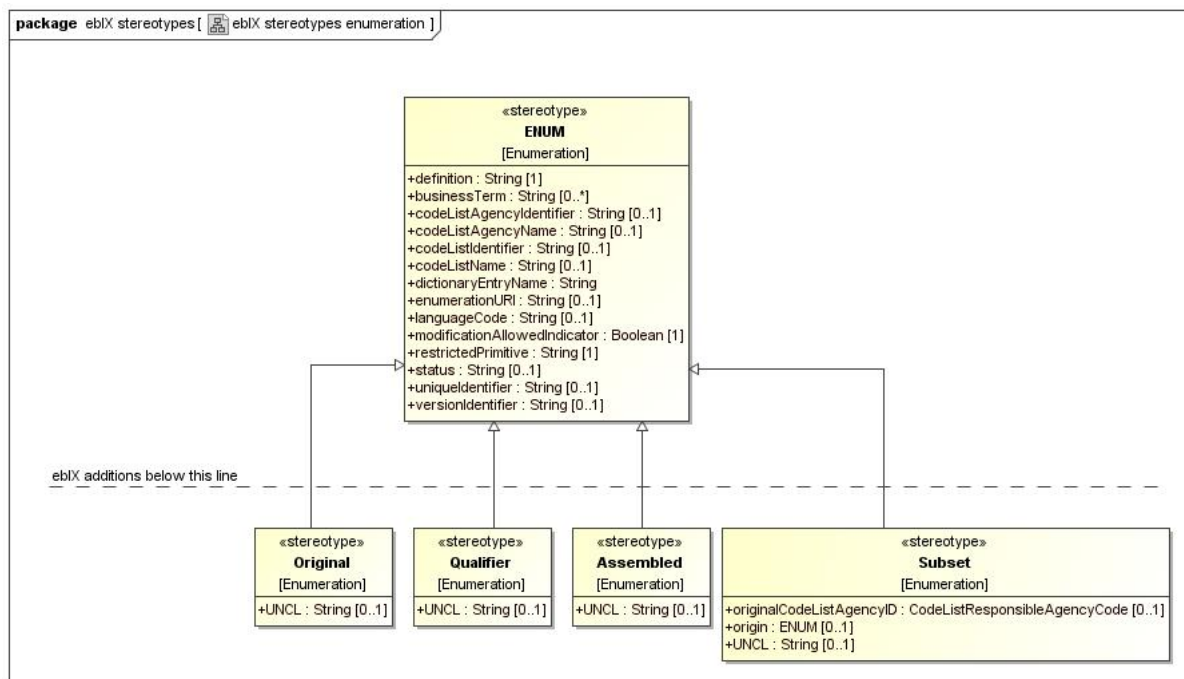 package ebIX stereotypes [ ebIX stereotypes enumeration ]
«stereotype»
ENUM
[Enumeration]
+definition : String [1]
+businessTerm : String [0..*]
+codeListAgencyIdentifier : String [0..1]
+codeListAgencyName : String [0..1]
+codeListIdentifier : String [0..1]
+codeListName : String [0..1]
+dictionaryEntryName : String
+enumerationURI : String [0..1]
+languageCode : String [0..1]
+modificationAllowedIndicator : Boolean [1]
+restrictedPrimitive : String [1]
+status : String [0..1]
+uniqueIdentifier : String [0..1]
+versionIdentifier : String [0..1]
ebIX additions below this line
«stereotype»
Original
[Enumeration]
+UNCL : String [0..1]
«stereotype»
Qualifier
[Enumeration]
+UNCL : String [0..1]
«stereotype»
Assembled
[Enumeration]
+UNCL : String [0..1]
«stereotype»
Subset
[Enumeration]
+originalCodeListAgencyID : CodeListResponsibleAgencyCode [0..1]
+origin : ENUM [0..1]
+UNCL : String [0..1]